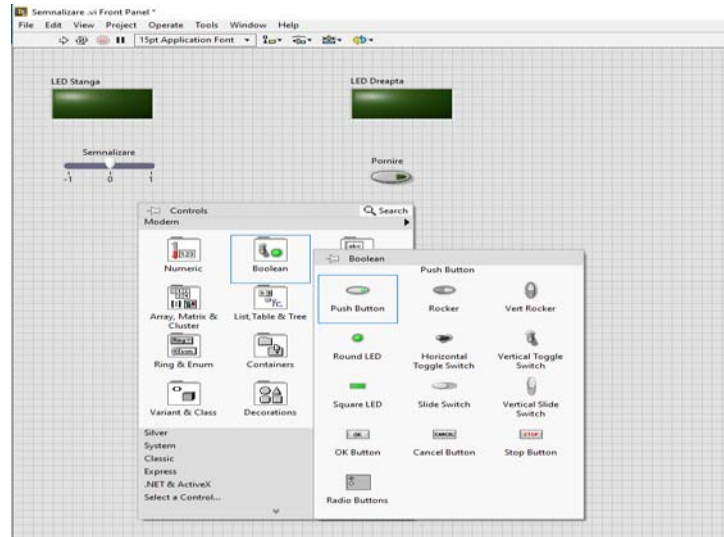 Semnalizare .vi Front Panel *
File Edit View Project Operate Tools Window Help
15pt Application Font
LED Stanga
LED Dreapta
Semnalizare
-1 0 1
Pornire
Controls
Search
Modern
Numeric
Boolean
Array, Matrix & Cluster
List, Table & Tree
Ring & Enum
Containers
Variant & Class
Decorations
Silver
System
Classic
Express
.NET & ActiveX
Select a Control...
Boolean
Push Button
Push Button
Rocker
Vert Rocker
Round LED
Horizontal
Toggle Switch
Vertical Toggle
Switch
Square LED
Slide Switch
Vertical Slide
Switch
OK
CANCEL
STOP
OK Button
Cancel Button
Stop Button
Radio Buttons